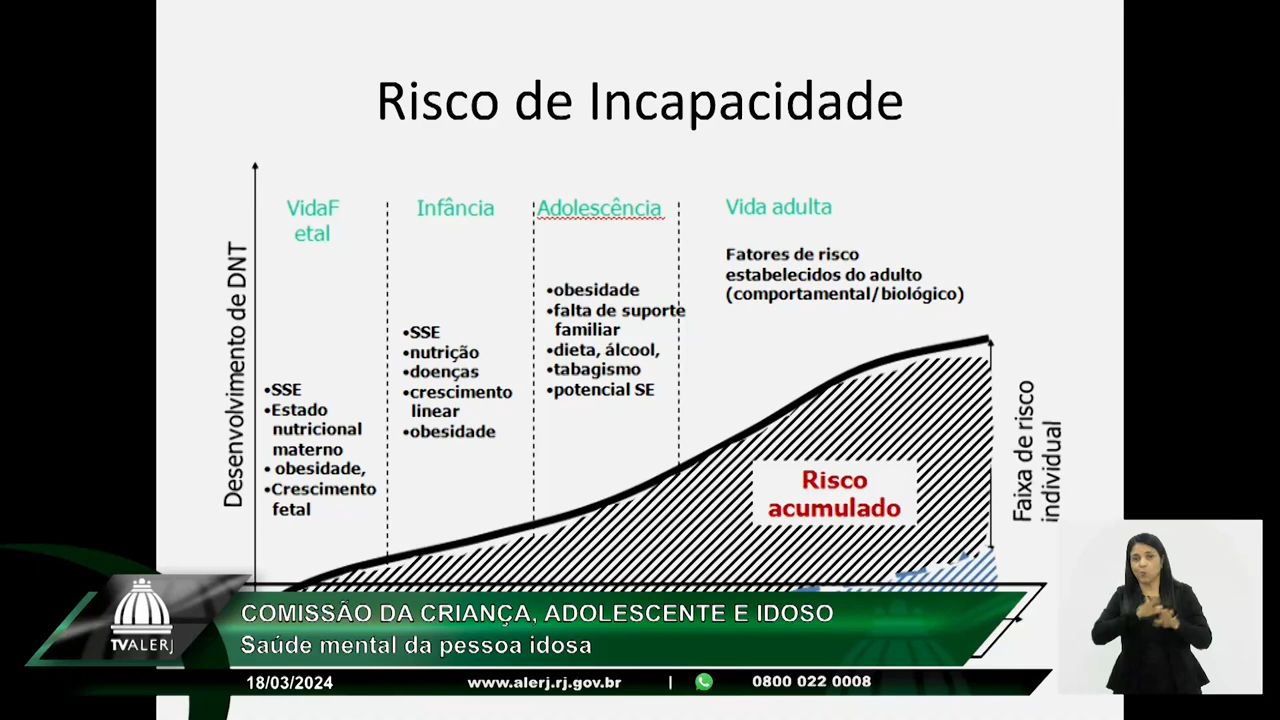 Risco de Incapacidade
VidaF
etal
Infância
Adolescência
Vida adulta
Fatores de risco
estabelecidos do adulto
(comportamental/biológico)
•obesidade
•falta de suporte
familiar
•dieta, álcool,
•tabagismo
•potencial SE
•SSE
•nutrição
•doenças
•crescimento
linear
•obesidade
•SSE
•Estado
nutricional
materno
• obesidade,
•Crescimento
fetal
Desenvolvimento de DNT
Risco
acumulado
Faixa de risco
individual
COMISSÃO DA CRIANÇA, ADOLESCENTE E IDOSO
Saúde mental da pessoa idosa
TVALERJ
18/03/2024 www.alerj.rj.gov.br | 0800 022 0008